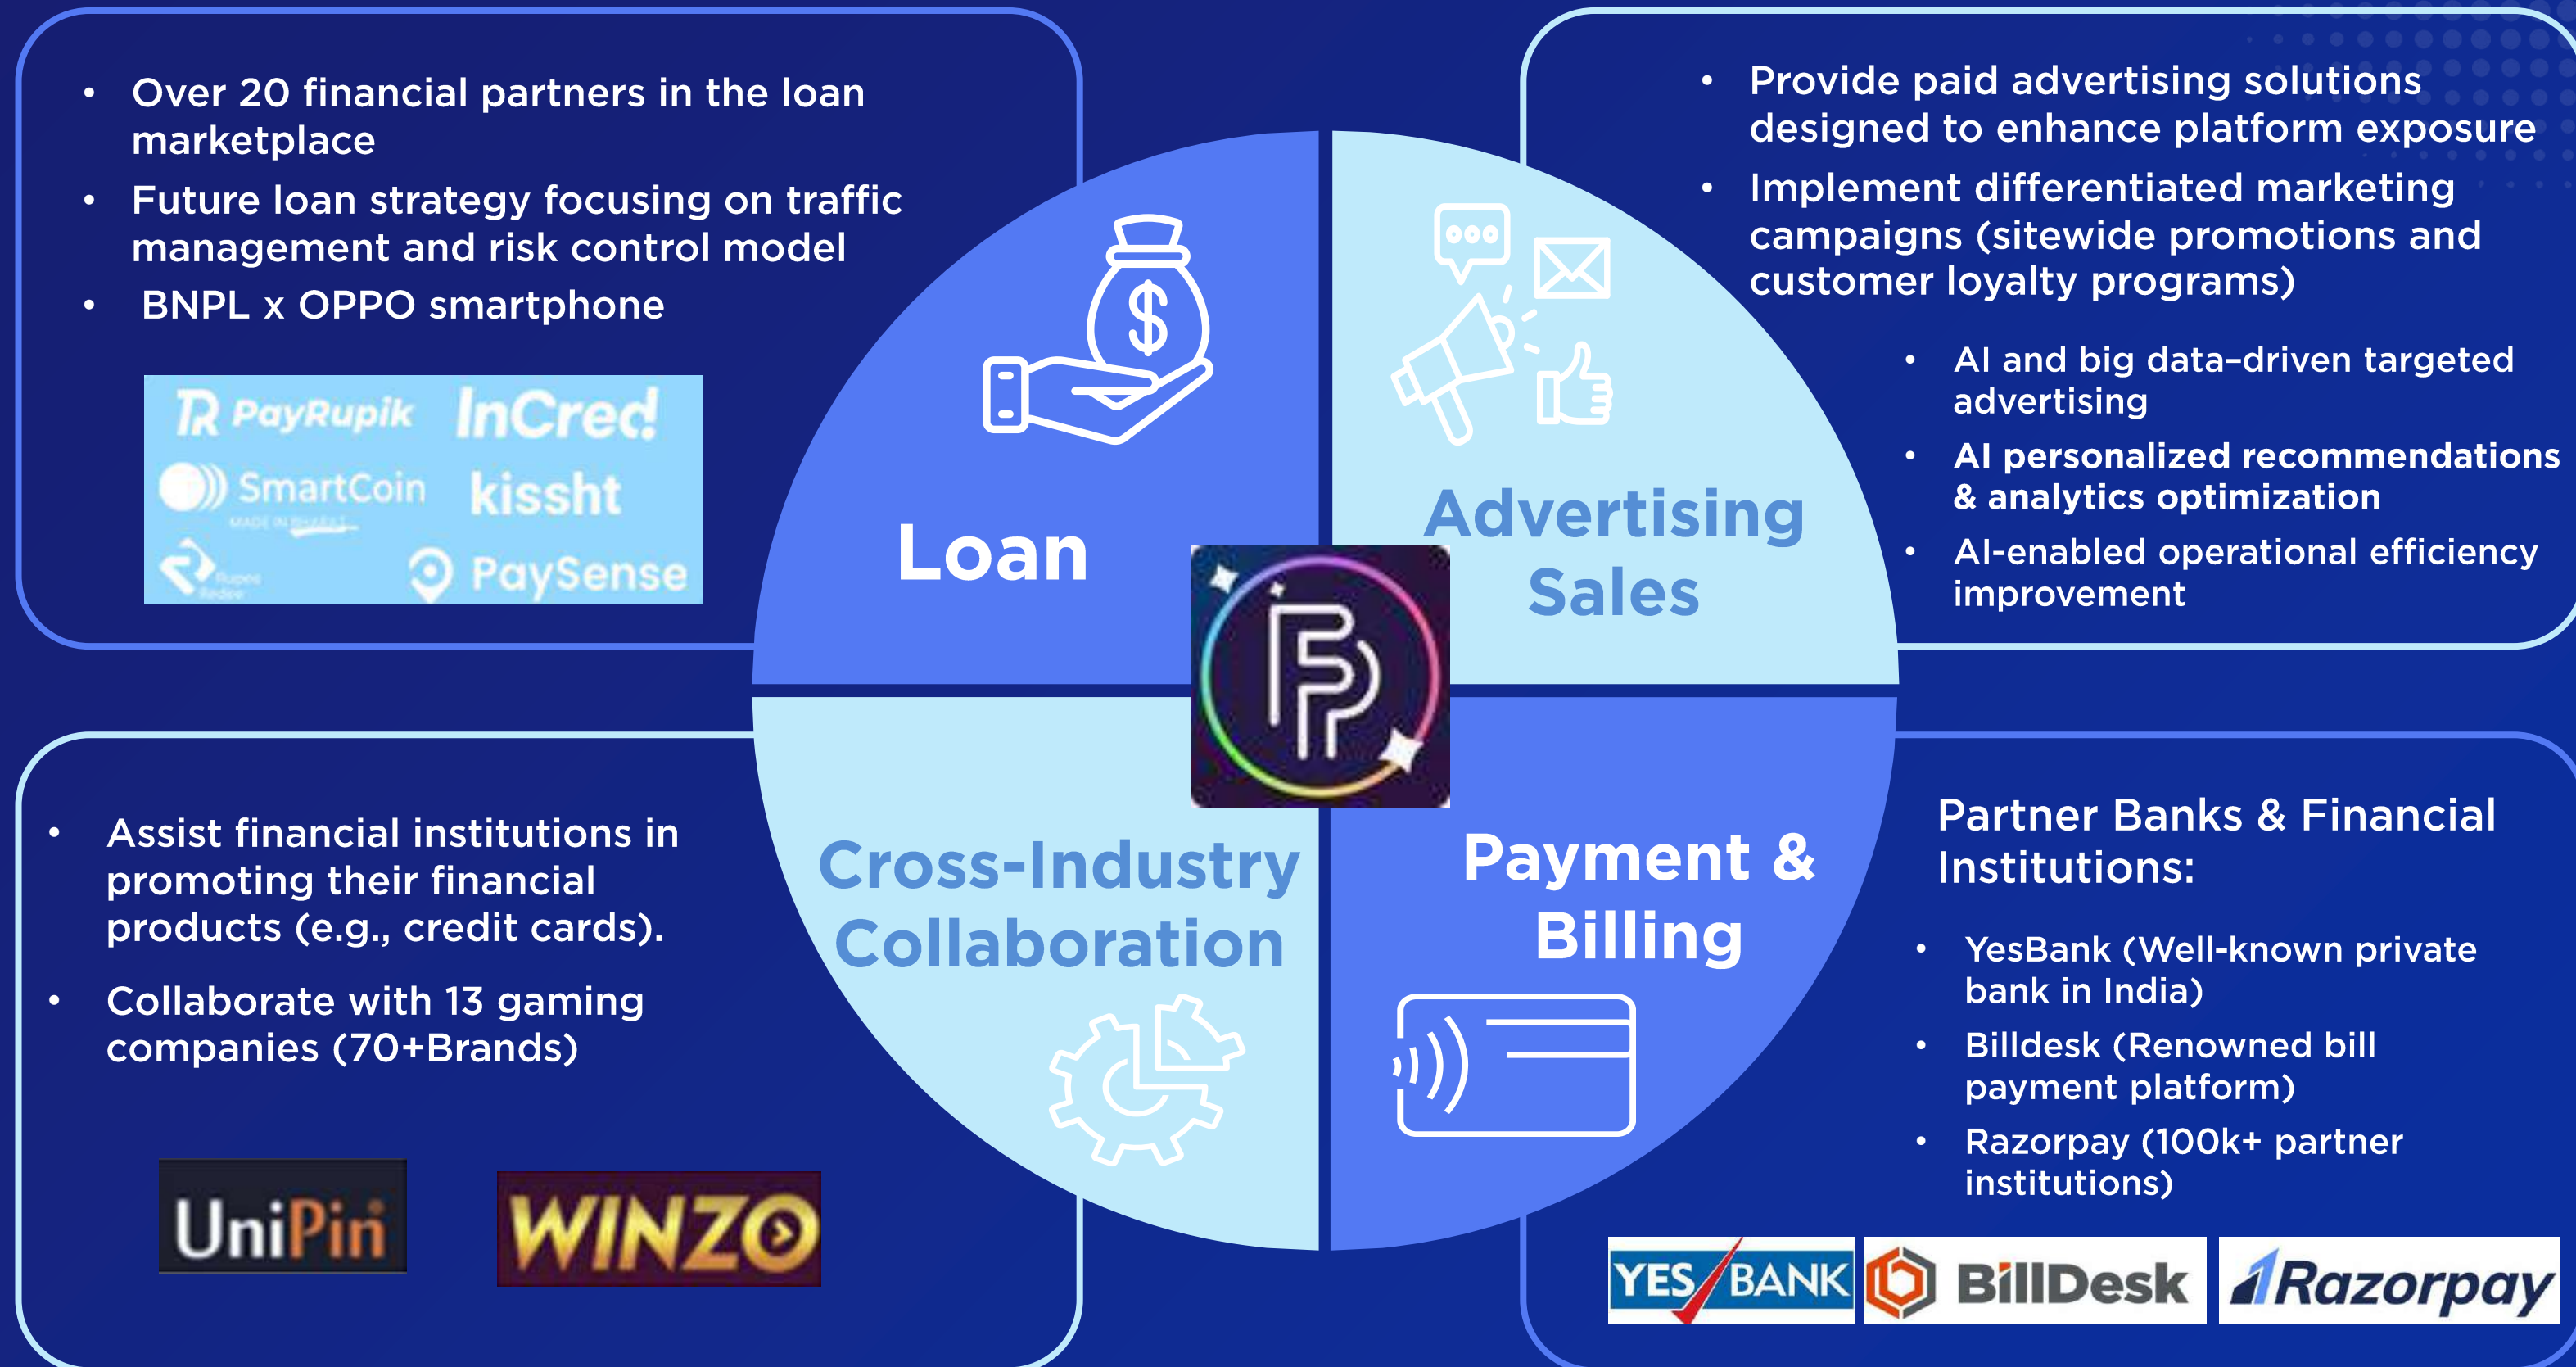 • Over 20 financial partners in the loan
marketplace
• Future loan strategy focusing on traffic
management and risk control model
• BNPL x OPPO smartphone
PayRupik InCred!
SmartCoin kissht
MADE IN BHARAT
Rupee
Redee
PaySense
Loan
• Provide paid advertising solutions
designed to enhance platform exposure
• Implement differentiated marketing
campaigns (sitewide promotions and
customer loyalty programs)
• AI and big data–driven targeted
advertising
• AI personalized recommendations
& analytics optimization
• AI-enabled operational efficiency
improvement
Advertising
Sales
• Assist financial institutions in
promoting their financial
products (e.g., credit cards).
• Collaborate with 13 gaming
companies (70+Brands)
UniPin WINZO
Cross-Industry
Collaboration
Payment &
Billing
Partner Banks & Financial
Institutions:
• YesBank (Well-known private
bank in India)
• Billdesk (Renowned bill
payment platform)
• Razorpay (100k+ partner
institutions)
YES BANK BillDesk Razorpay